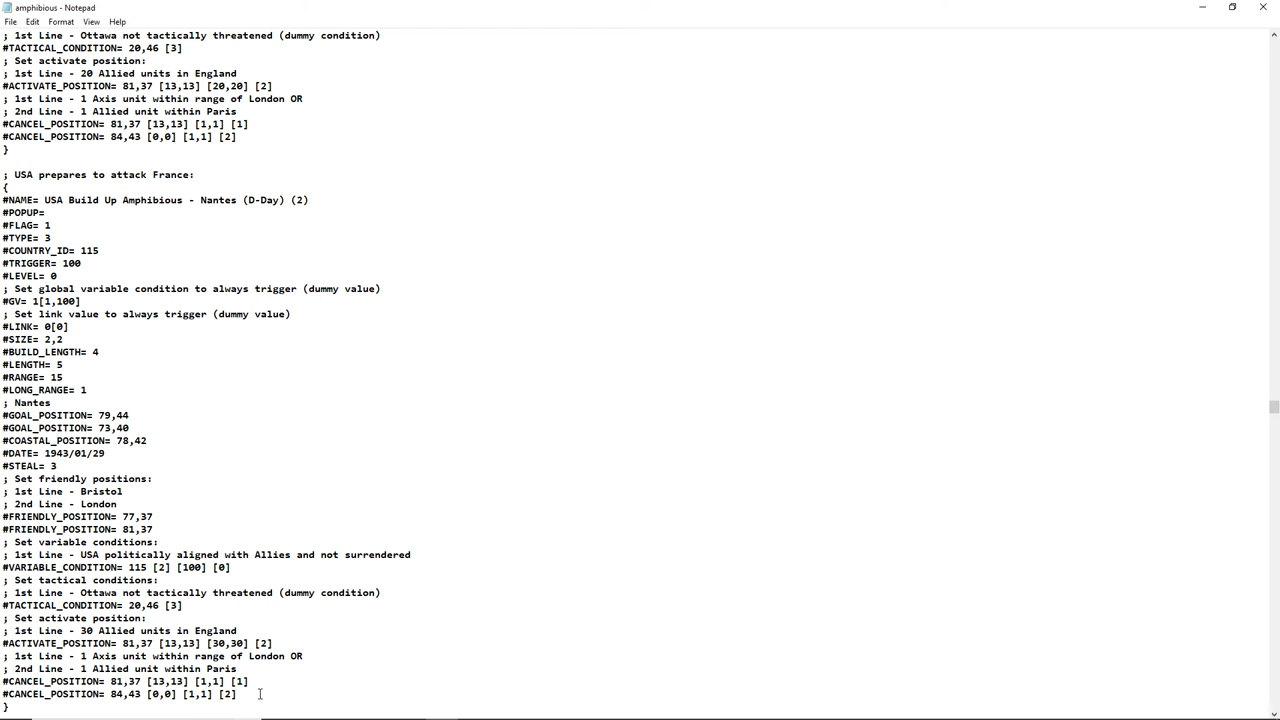 amphibious - Notepad
File Edit Format View Help
; 1st Line - Ottawa not tactically threatened (dummy condition)
#TACTICAL_CONDITION= 20,46 [3]
; Set activate position:
; 1st Line - 20 Allied units in England
#ACTIVATE_POSITION= 81,37 [13,13] [20,20] [2]
; 1st Line - 1 Axis unit within range of London OR
; 2nd Line - 1 Allied unit within Paris
#CANCEL_POSITION= 81,37 [13,13] [1,1] [1]
#CANCEL_POSITION= 84,43 [0,0] [1,1] [2]
}
; USA prepares to attack France:
{
#NAME= USA Build Up Amphibious - Nantes (D-Day) (2)
#POPUP=
#FLAG= 1
#TYPE= 3
#COUNTRY_ID= 115
#TRIGGER= 100
#LEVEL= 0
; Set global variable condition to always trigger (dummy value)
#GV= 1[1,100]
; Set link value to always trigger (dummy value)
#LINK= 0[0]
#SIZE= 2,2
#BUILD_LENGTH= 4
#LENGTH= 5
#RANGE= 15
#LONG_RANGE= 1
; Nantes
#GOAL_POSITION= 79,44
#GOAL_POSITION= 73,40
#COASTAL_POSITION= 78,42
#DATE= 1943/01/29
#STEAL= 3
; Set friendly positions:
; 1st Line - Bristol
; 2nd Line - London
#FRIENDLY_POSITION= 77,37
#FRIENDLY_POSITION= 81,37
; Set variable conditions:
; 1st Line - USA politically aligned with Allies and not surrendered
#VARIABLE_CONDITION= 115 [2] [100] [0]
; Set tactical conditions:
; 1st Line - Ottawa not tactically threatened (dummy condition)
#TACTICAL_CONDITION= 20,46 [3]
; Set activate position:
; 1st Line - 30 Allied units in England
#ACTIVATE_POSITION= 81,37 [13,13] [30,30] [2]
; 1st Line - 1 Axis unit within range of London OR
; 2nd Line - 1 Allied unit within Paris
#CANCEL_POSITION= 81,37 [13,13] [1,1] [1]
#CANCEL_POSITION= 84,43 [0,0] [1,1] [2]
}